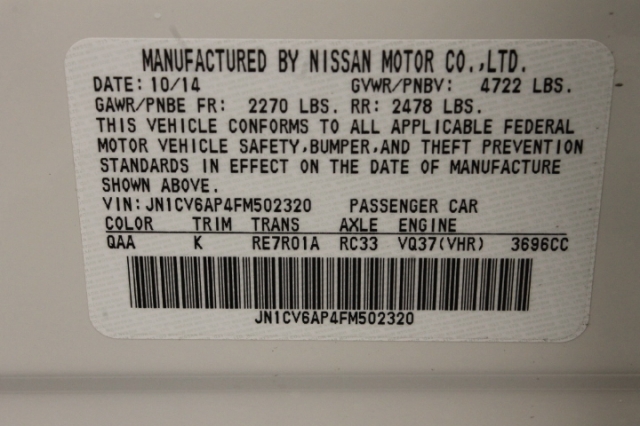 MANUFACTURED BY NISSAN MOTOR CO.,LTD.
DATE: 10/14 GVWR/PNBV: 4722 LBS.
GAWR/PNBE FR: 2270 LBS. RR: 2478 LBS.
THIS VEHICLE CONFORMS TO ALL APPLICABLE FEDERAL
MOTOR VEHICLE SAFETY,BUMPER,AND THEFT PREVENTION
STANDARDS IN EFFECT ON THE DATE OF MANUFACTURE
SHOWN ABOVE.
VIN:JN1CV6AP4FM502320 PASSENGER CAR
COLOR TRIM TRANS AXLE ENGINE
QAA K RE7R01A RC33 VQ37(VHR) 3696CC
JN1CV6AP4FM502320